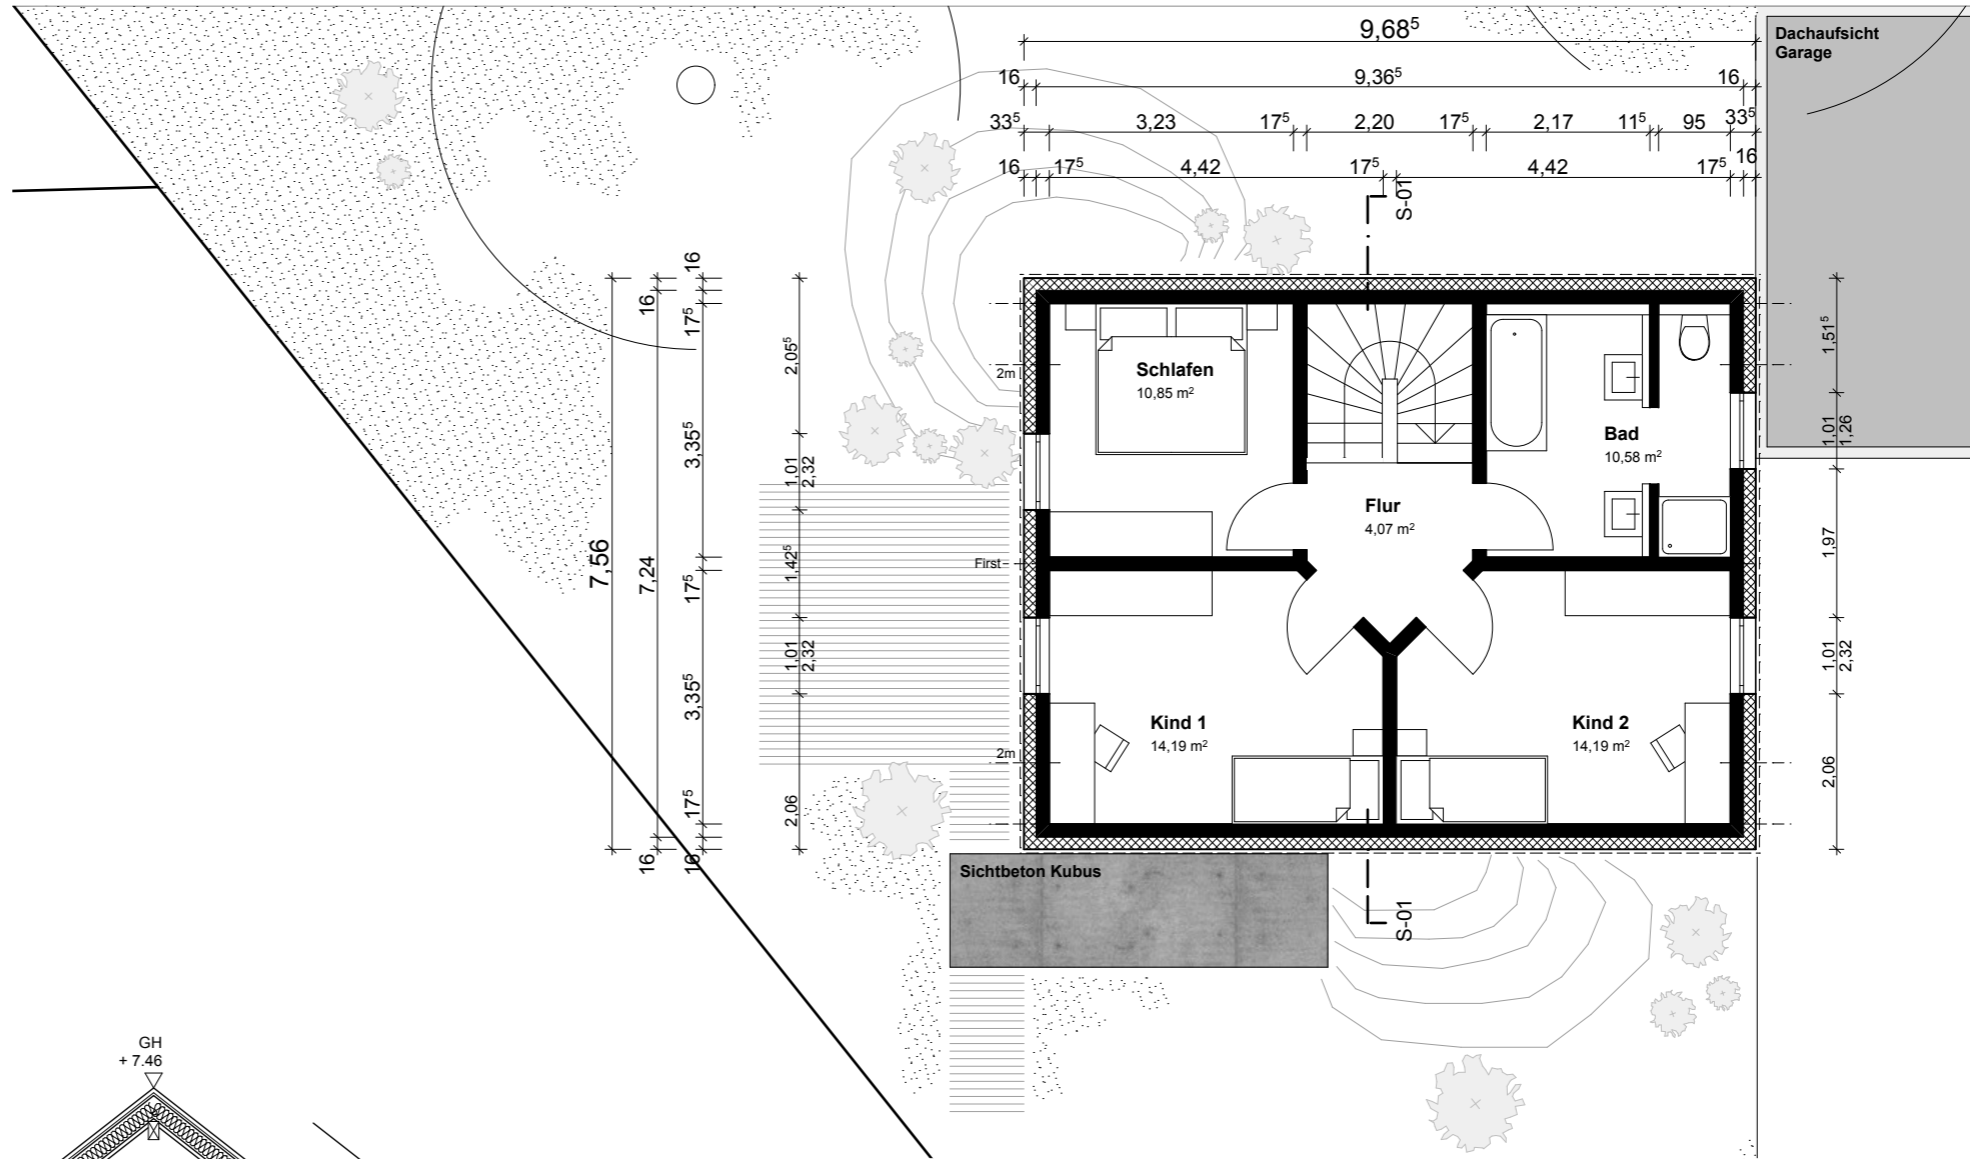 9,68⁵
Dachaufsicht
Garage
16 9,36⁵ 16
33⁵ 3,23 17⁵ 2,20 17⁵ 2,17 11⁵ 95 33⁵
16 17⁵ 4,42 17⁵ 4,42 17⁵ 16
S-01
16
16
17⁵
2,05⁵
1,51⁵
2m
Schlafen
10,85 m²
3,35⁵
1,01
2,32
Bad
10,58 m²
1,01
1,26
Flur
4,07 m²
7,56
7,24
17⁵
1,42⁵
First
1,97
1,01
2,32
1,01
2,32
3,35⁵
Kind 1
14,19 m²
Kind 2
14,19 m²
2m
17⁵
2,06
2,06
16
16
Sichtbeton Kubus
S-01
GH
+ 7.46